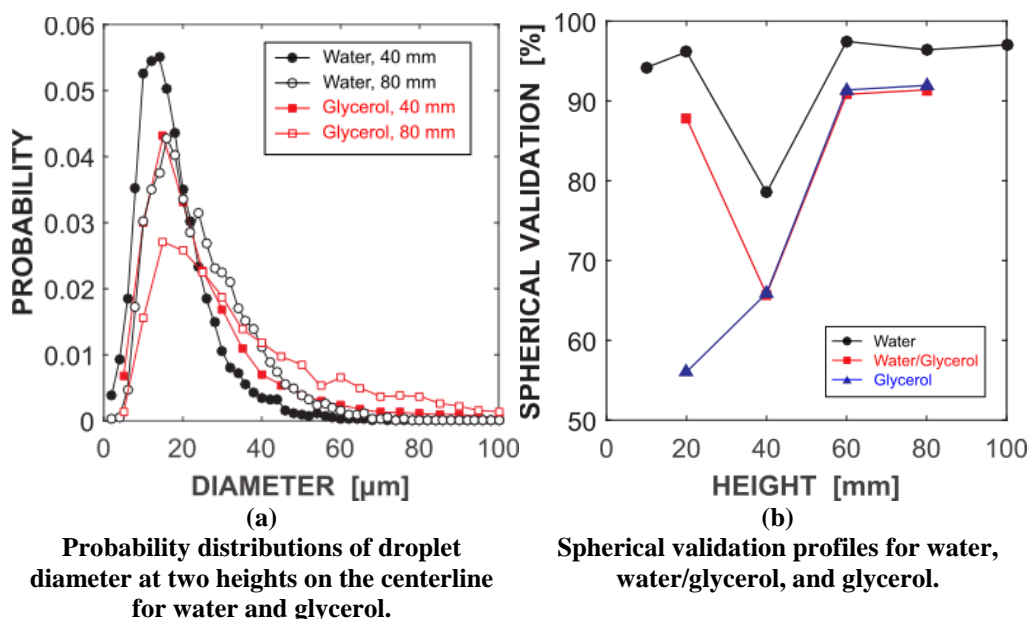 0.06
0.05
0.04
0.03
0.02
0.01
0
PROBABILITY
Water, 40 mm
Water, 80 mm
Glycerol, 40 mm
Glycerol, 80 mm
0 20 40 60 80 100
DIAMETER [µm]
(a)
Probability distributions of droplet
diameter at two heights on the centerline
for water and glycerol.
100
90
80
70
60
50
SPHERICAL VALIDATION [%]
Water
Water/Glycerol
Glycerol
0 20 40 60 80 100
HEIGHT [mm]
(b)
Spherical validation profiles for water,
water/glycerol, and glycerol.